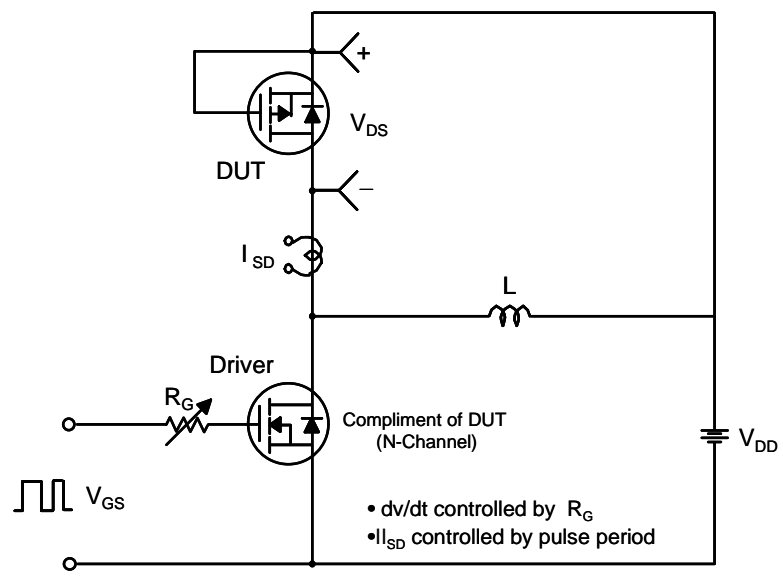 +
V_DS
DUT
−
I_SD
L
Driver
R_G
Compliment of DUT
(N-Channel)
V_DD
V_GS
• dv/dt controlled by R_G
•II_SD controlled by pulse period